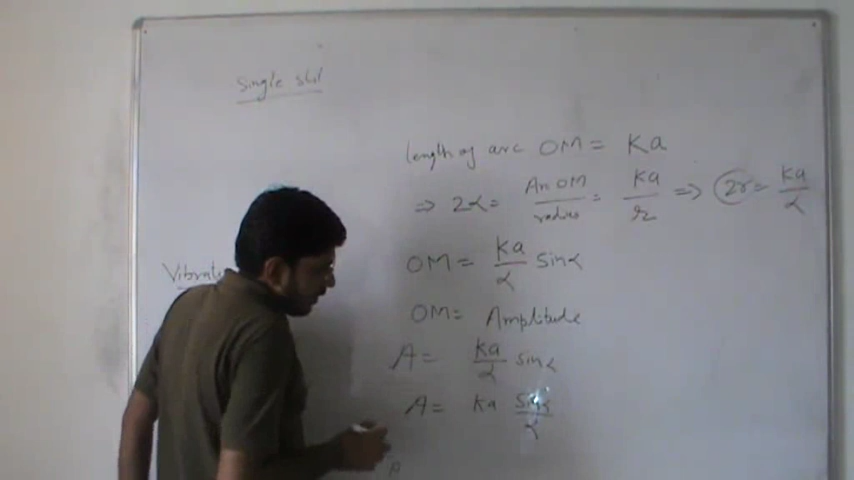 Single slit
length of arc OM = Ka
⇒ 2α = Arc OM / radius = Ka / r ⇒ 2r = Ka / α
OM = Ka / α sinα
Vibrat
OM = Amplitude
A = Ka / α sinα
A = Ka sinα / α
A